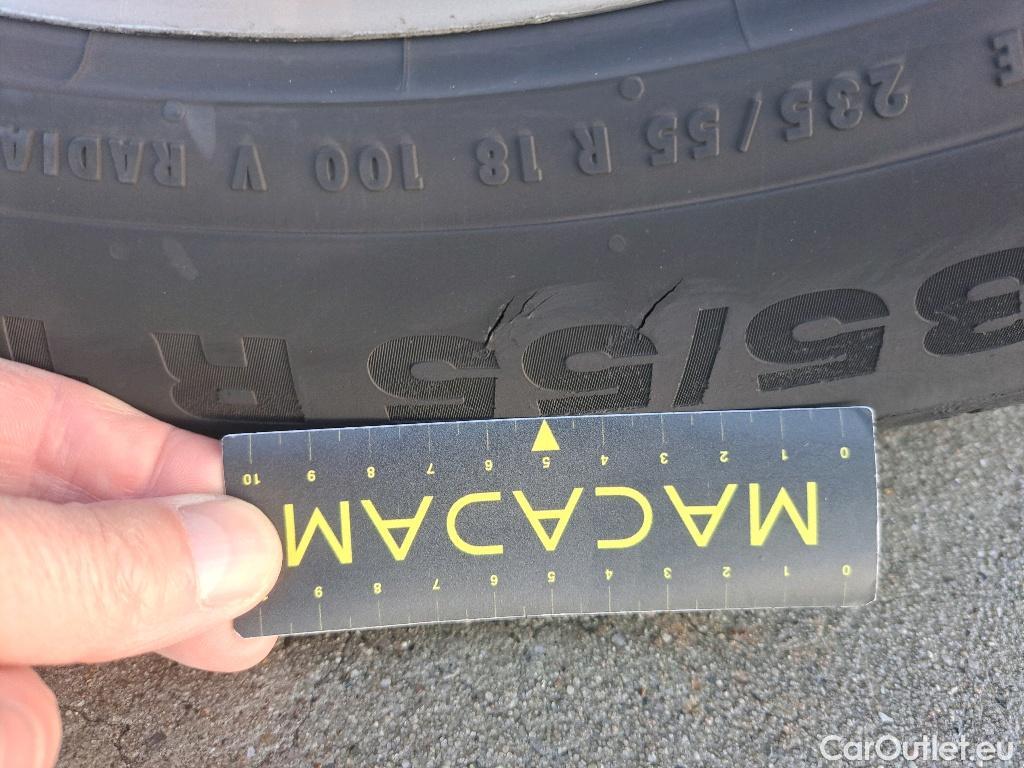 0 1 2 3 4 5 6 7 8 9
MACADAM
0 1 2 3 4 5 6 7 8 9 10
35/55 R
E 235/55 R 18 100 V RADIA
CarOutlet.eu